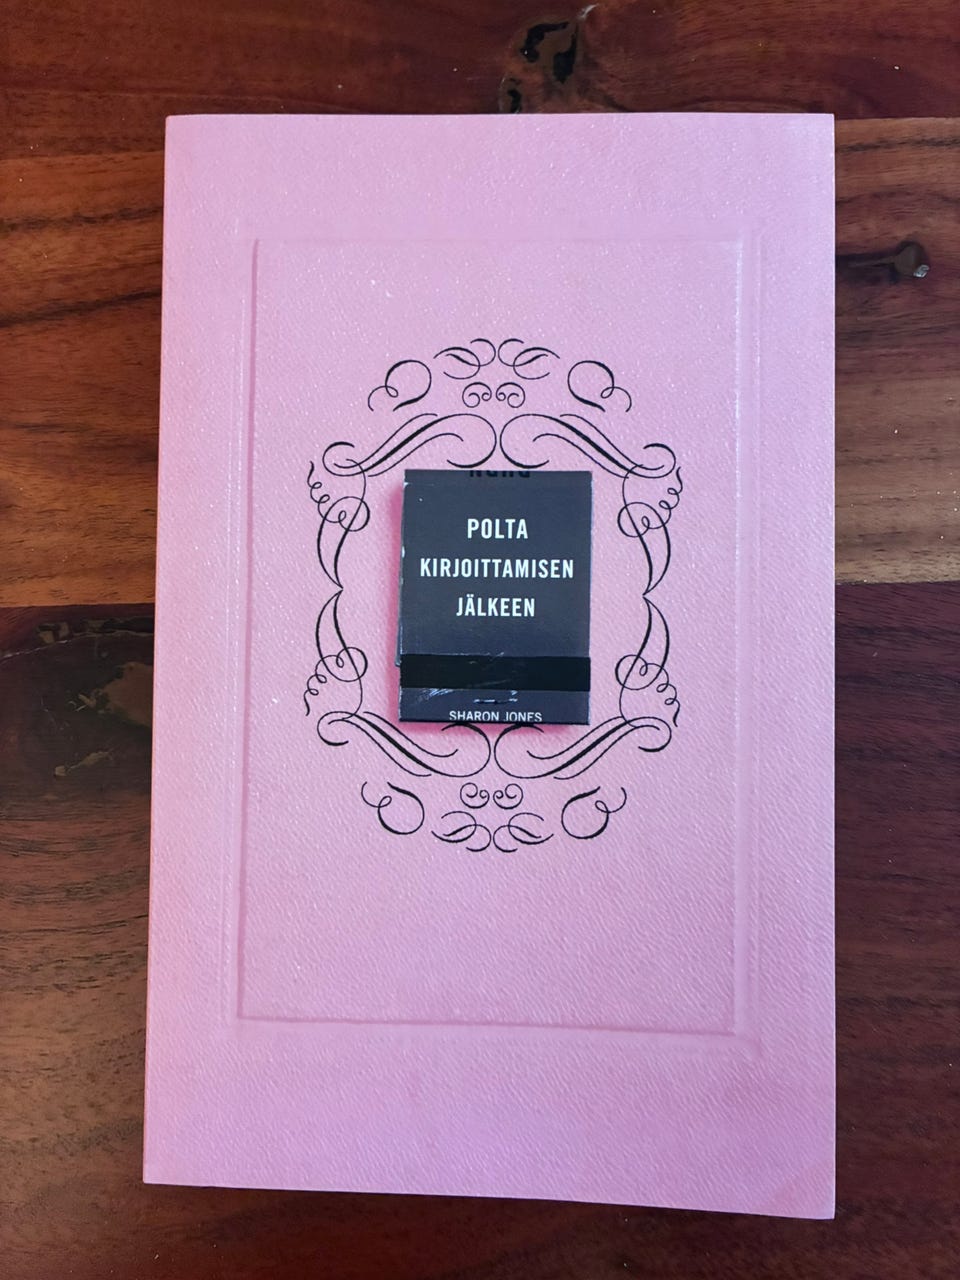 POLTA
KIRJOITTAMISEN
JÄLKEEN
SHARON JONES